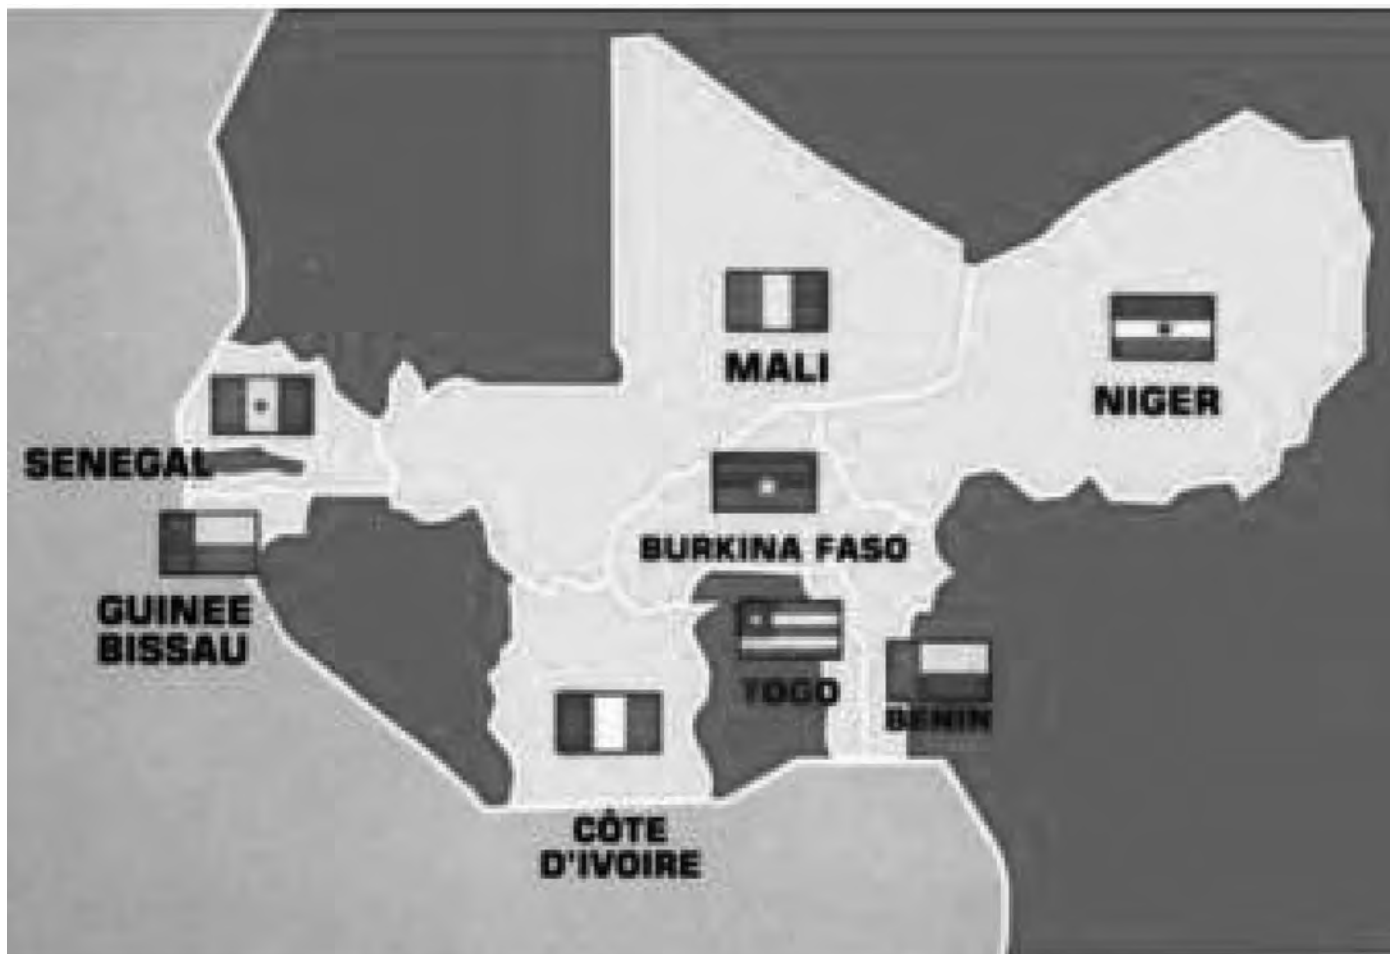 MALI
NIGER
SENEGAL
BURKINA FASO
GUINEE
BISSAU
TOGO
BENIN
CÔTE
D'IVOIRE